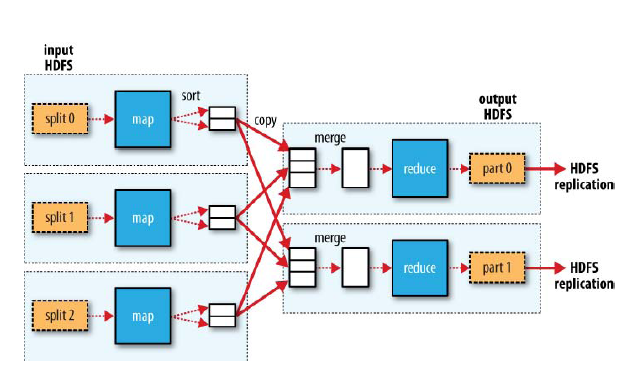 input
HDFS
split 0
map
sort
copy
split 1
map
split 2
map
output
HDFS
merge
reduce
part 0
HDFS
replication
merge
reduce
part 1
HDFS
replication